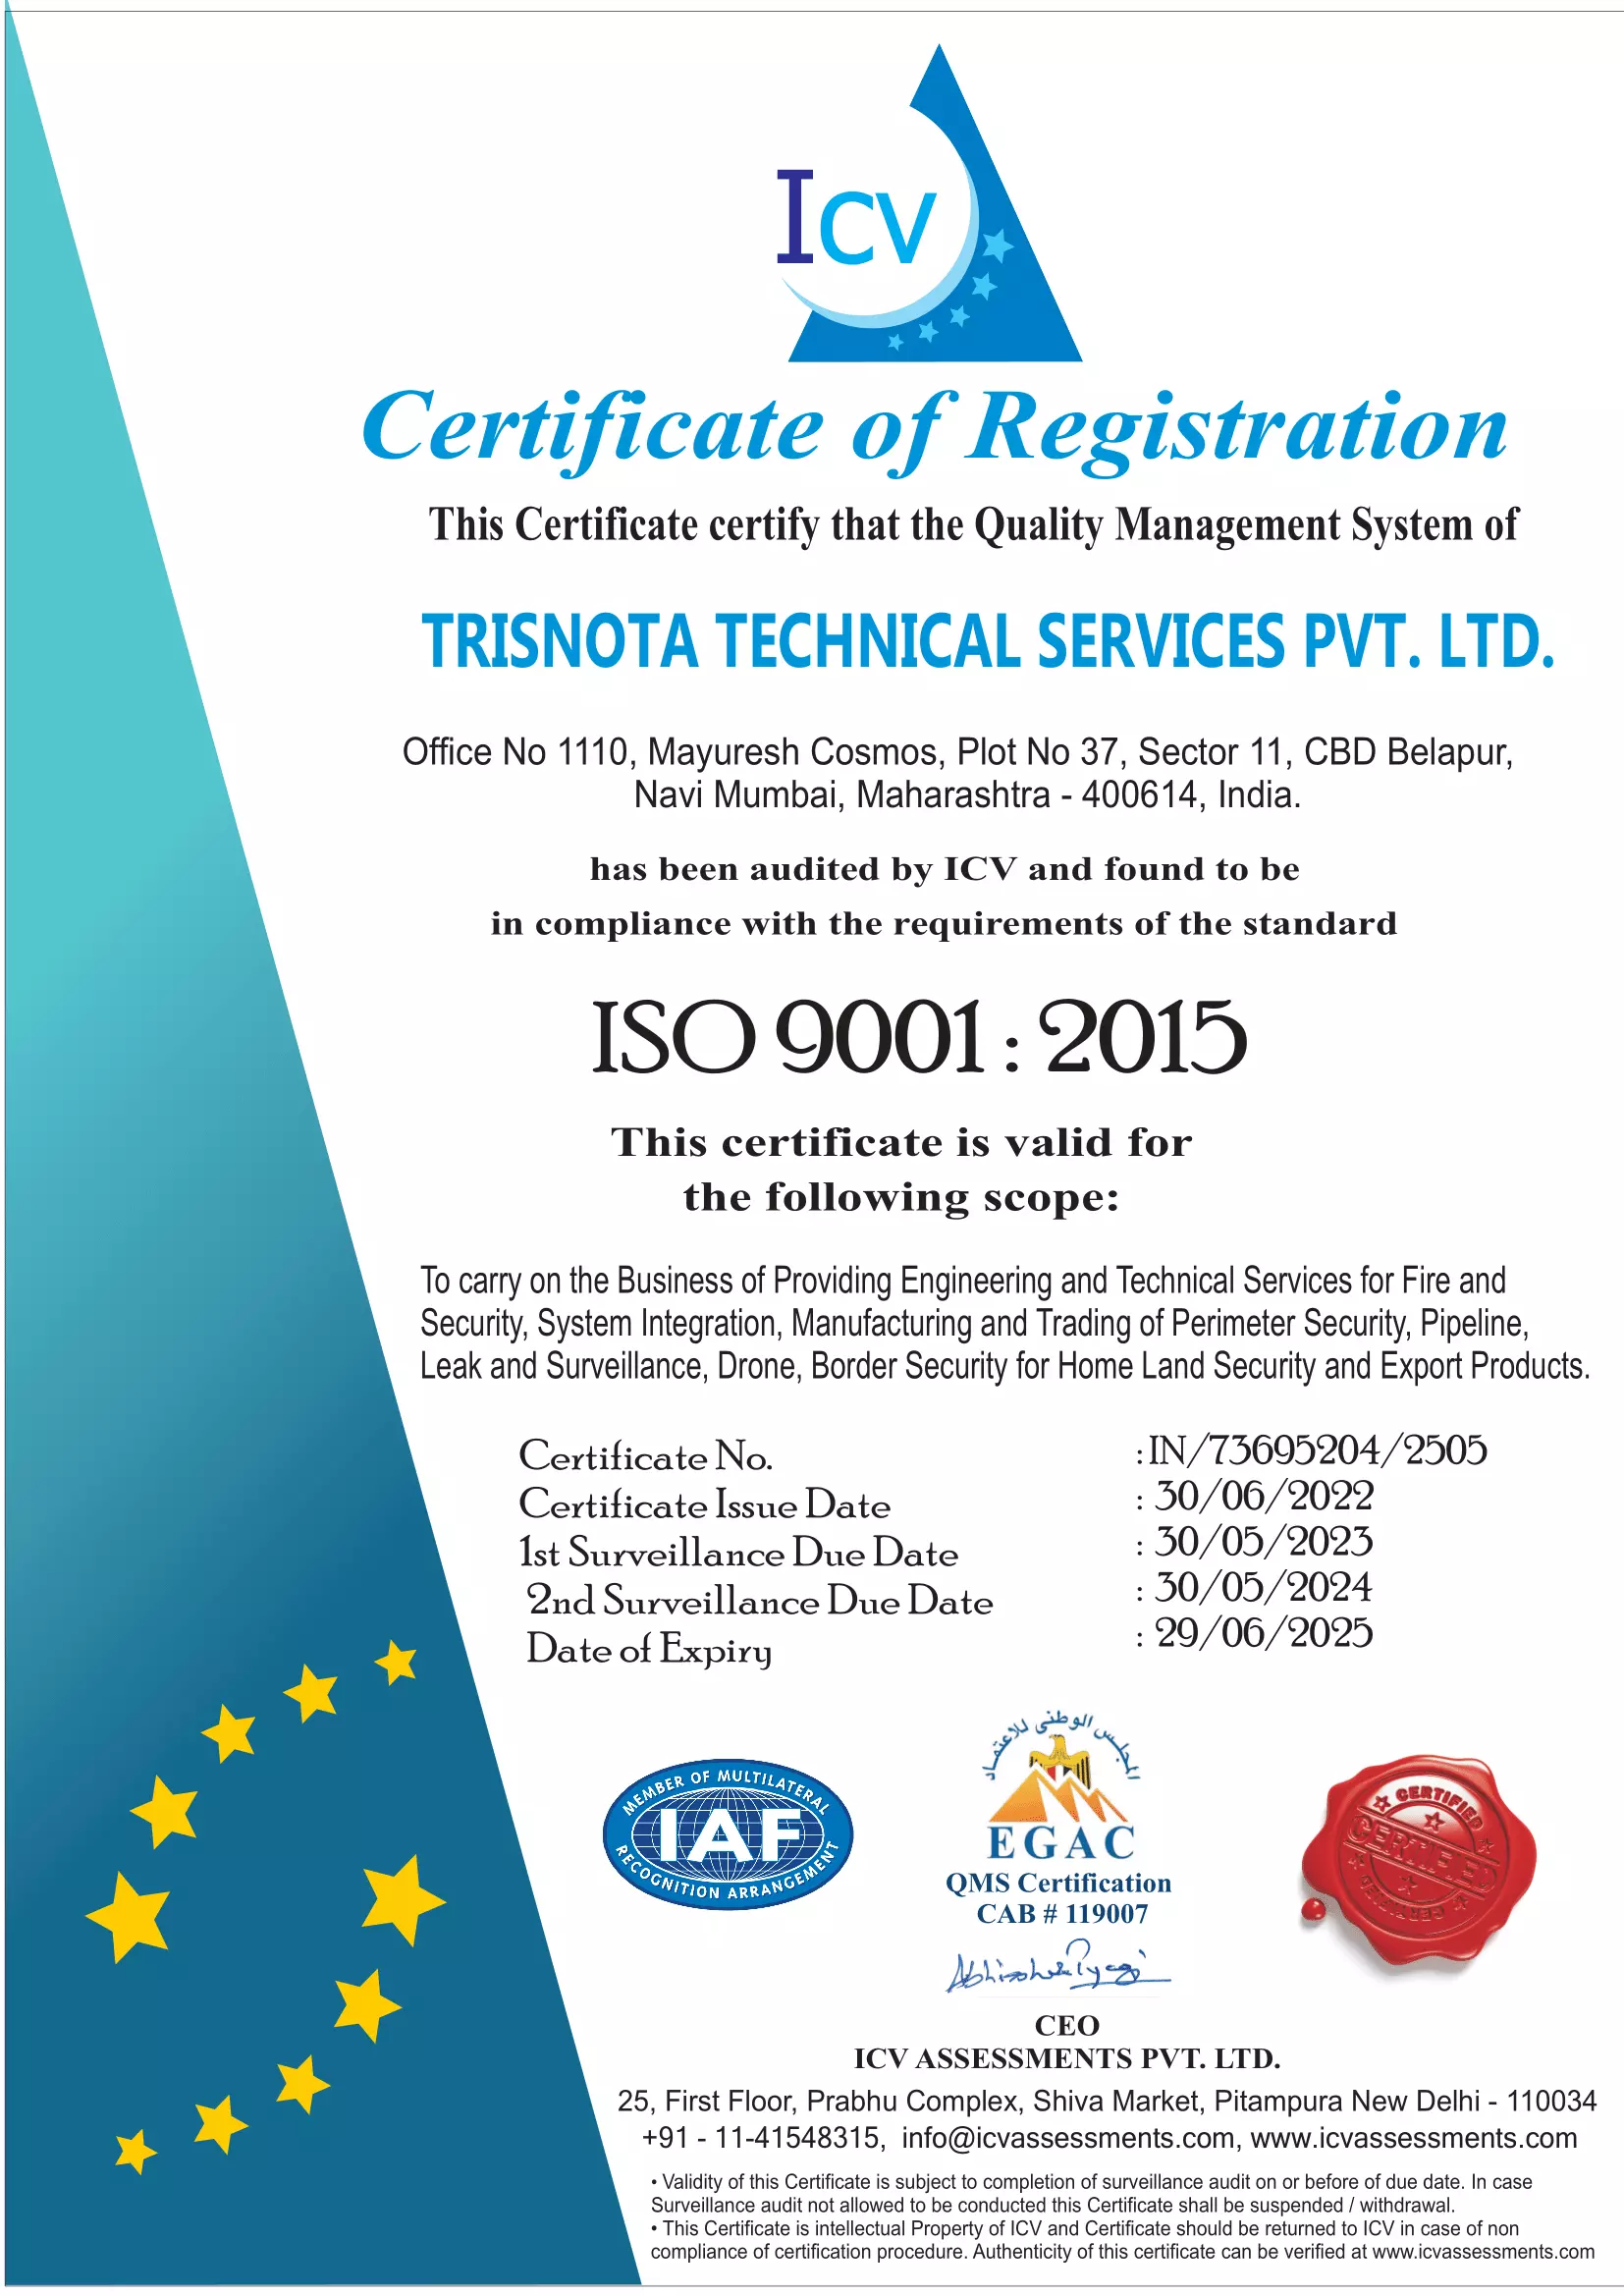 ICV
Certificate of Registration
This Certificate certify that the Quality Management System of
TRISNOTA TECHNICAL SERVICES PVT. LTD.
Office No 1110, Mayuresh Cosmos, Plot No 37, Sector 11, CBD Belapur,
Navi Mumbai, Maharashtra - 400614, India.
has been audited by ICV and found to be
in compliance with the requirements of the standard
ISO 9001 : 2015
This certificate is valid for
the following scope:
To carry on the Business of Providing Engineering and Technical Services for Fire and
Security, System Integration, Manufacturing and Trading of Perimeter Security, Pipeline,
Leak and Surveillance, Drone, Border Security for Home Land Security and Export Products.
Certificate No. : IN/73695204/2505
Certificate Issue Date : 30/06/2022
1st Surveillance Due Date : 30/05/2023
2nd Surveillance Due Date : 30/05/2024
Date of Expiry : 29/06/2025
MEMBER OF MULTILATERAL
IAF
RECOGNITION ARRANGEMENT
المجلس الوطنى للاعتماد
EGAC
QMS Certification
CAB # 119007
CERTIFIED
CERTIFIED
CERTIFIED
Abhishek Tyagi
CEO
ICV ASSESSMENTS PVT. LTD.
25, First Floor, Prabhu Complex, Shiva Market, Pitampura New Delhi - 110034
+91 - 11-41548315, info@icvassessments.com, www.icvassessments.com
• Validity of this Certificate is subject to completion of surveillance audit on or before of due date. In case
Surveillance audit not allowed to be conducted this Certificate shall be suspended / withdrawal.
• This Certificate is intellectual Property of ICV and Certificate should be returned to ICV in case of non
compliance of certification procedure. Authenticity of this certificate can be verified at www.icvassessments.com